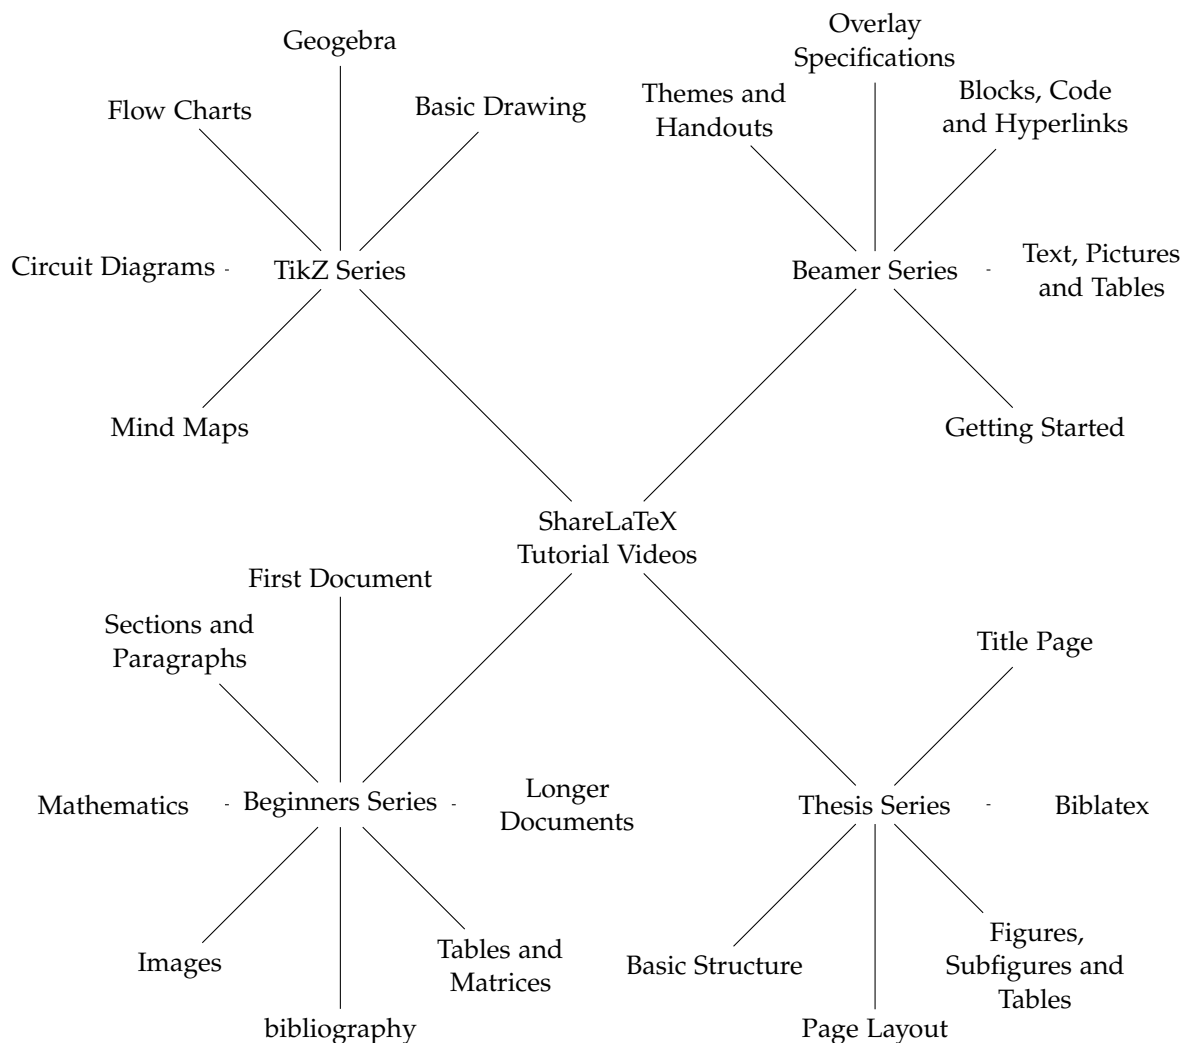 Geogebra
Flow Charts
Basic Drawing
Circuit Diagrams
TikZ Series
Mind Maps
Overlay
Specifications
Themes and
Handouts
Blocks, Code
and Hyperlinks
Beamer Series
Text, Pictures
and Tables
Getting Started
ShareLaTeX
Tutorial Videos
First Document
Sections and
Paragraphs
Mathematics
Beginners Series
Longer
Documents
Images
Tables and
Matrices
bibliography
Title Page
Thesis Series
Biblatex
Basic Structure
Figures,
Subfigures and
Tables
Page Layout